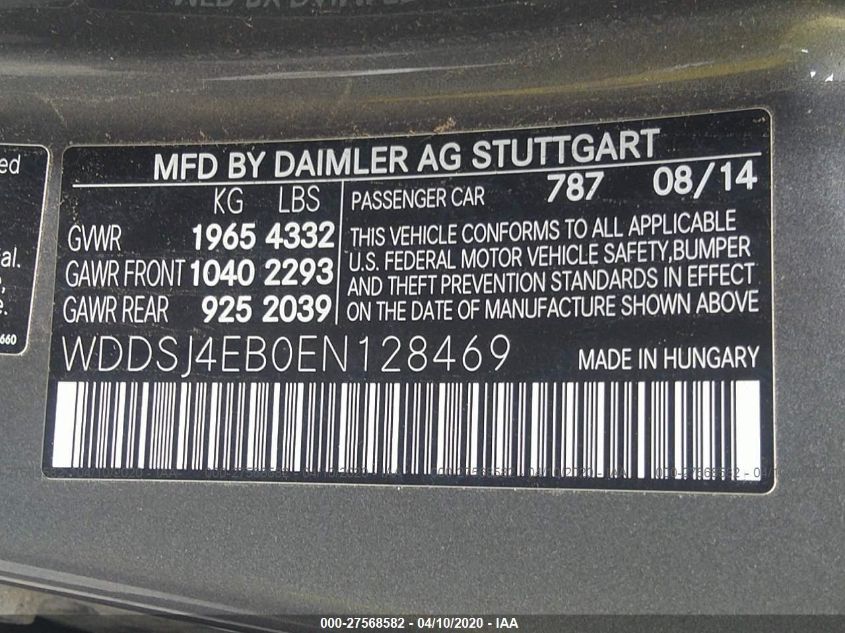 ed
al.
e.
660
MFD BY DAIMLER AG STUTTGART
KG LBS
GVWR 1965 4332
GAWR FRONT 1040 2293
GAWR REAR 925 2039
PASSENGER CAR 787 08/14
THIS VEHICLE CONFORMS TO ALL APPLICABLE
U.S. FEDERAL MOTOR VEHICLE SAFETY,BUMPER
AND THEFT PREVENTION STANDARDS IN EFFECT
ON THE DATE OF MANUFACTURE SHOWN ABOVE
WDDSJ4EB0EN128469 MADE IN HUNGARY
000-27568582 - 04/10/2020 - IAA